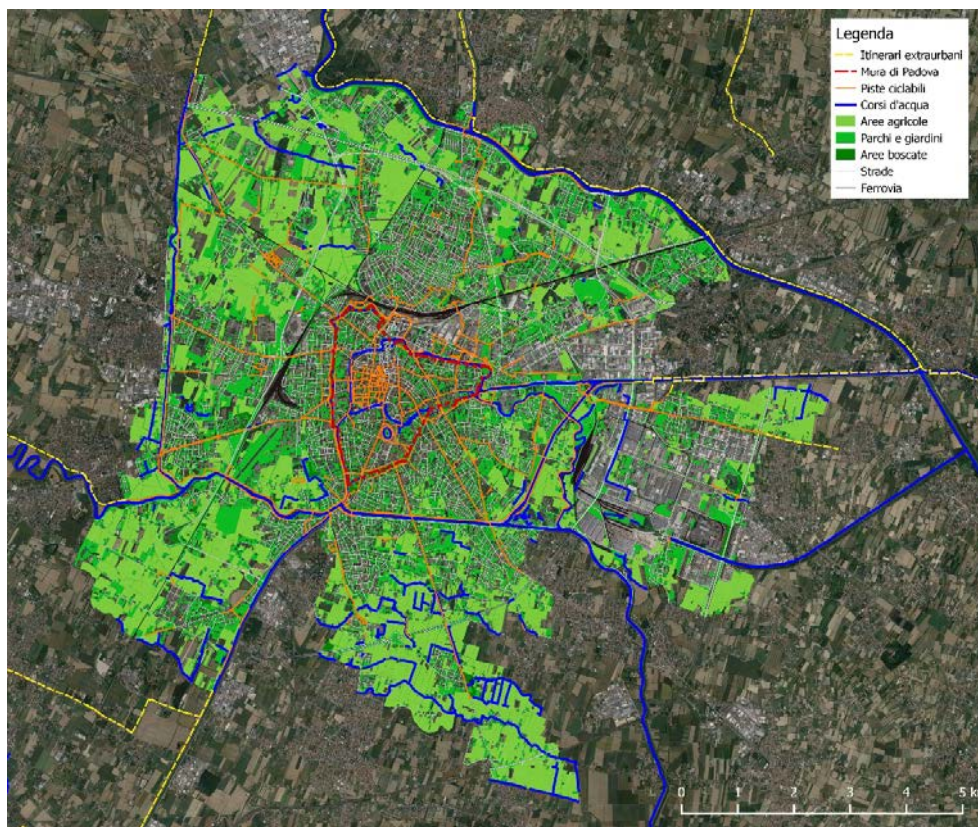 Legenda
Itinerari extraurbani
Mura di Padova
Piste ciclabili
Corsi d'acqua
Aree agricole
Parchi e giardini
Aree boscate
Strade
Ferrovia
0 1 2 3 4 5 k